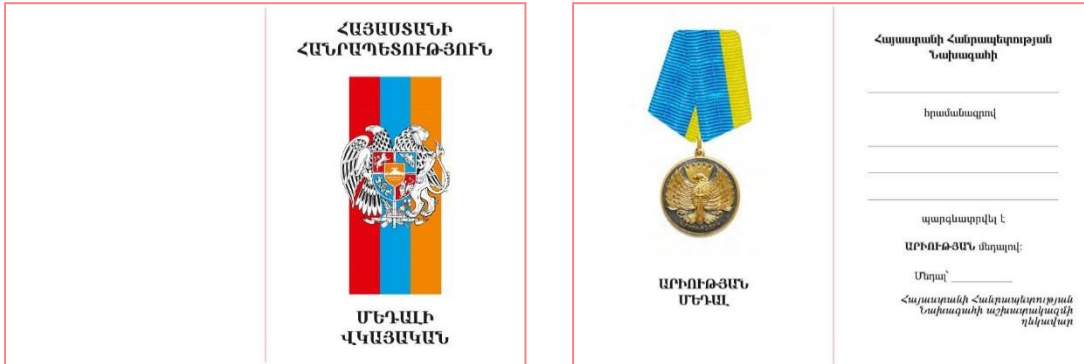 ՀԱՅԱՍՏԱՆԻ
ՀԱՆՐԱՊԵՏՈՒԹՅՈՒՆ
ՄԵԴԱԼԻ
ՎԿԱՅԱԿԱՆ
ԱՐԻՈՒԹՅԱՆ
ՄԵԴԱԼ
Հայաստանի Հանրապետության
Նախագահի
հրամանագրով
պարգևատրվել է
ԱՐԻՈՒԹՅԱՆ մեդալով։
Մեդալ՝
Հայաստանի Հանրապետության
Նախագահի աշխատակազմի
ղեկավար